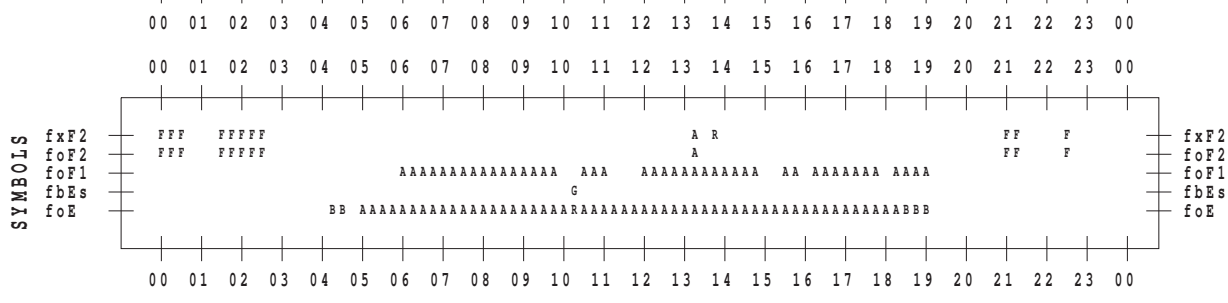 00 01 02 03 04 05 06 07 08 09 10 11 12 13 14 15 16 17 18 19 20 21 22 23 00
00 01 02 03 04 05 06 07 08 09 10 11 12 13 14 15 16 17 18 19 20 21 22 23 00
SYMBOLS
fxF2 FFF FFFFF A R FF F fxF2
foF2 FFF FFFFF A FF F foF2
foF1 AAAAAAAAAAAAAAAA AAA AAAAAAAAAAAA AA AAAAAAA AAAA foF1
fbEs G fbEs
foE BB AAAAAAAAAAAAAAAAAAAAARAAAAAAAAAAAAAAAAAAAAAAAAAAAAAAAABBB foE
00 01 02 03 04 05 06 07 08 09 10 11 12 13 14 15 16 17 18 19 20 21 22 23 00